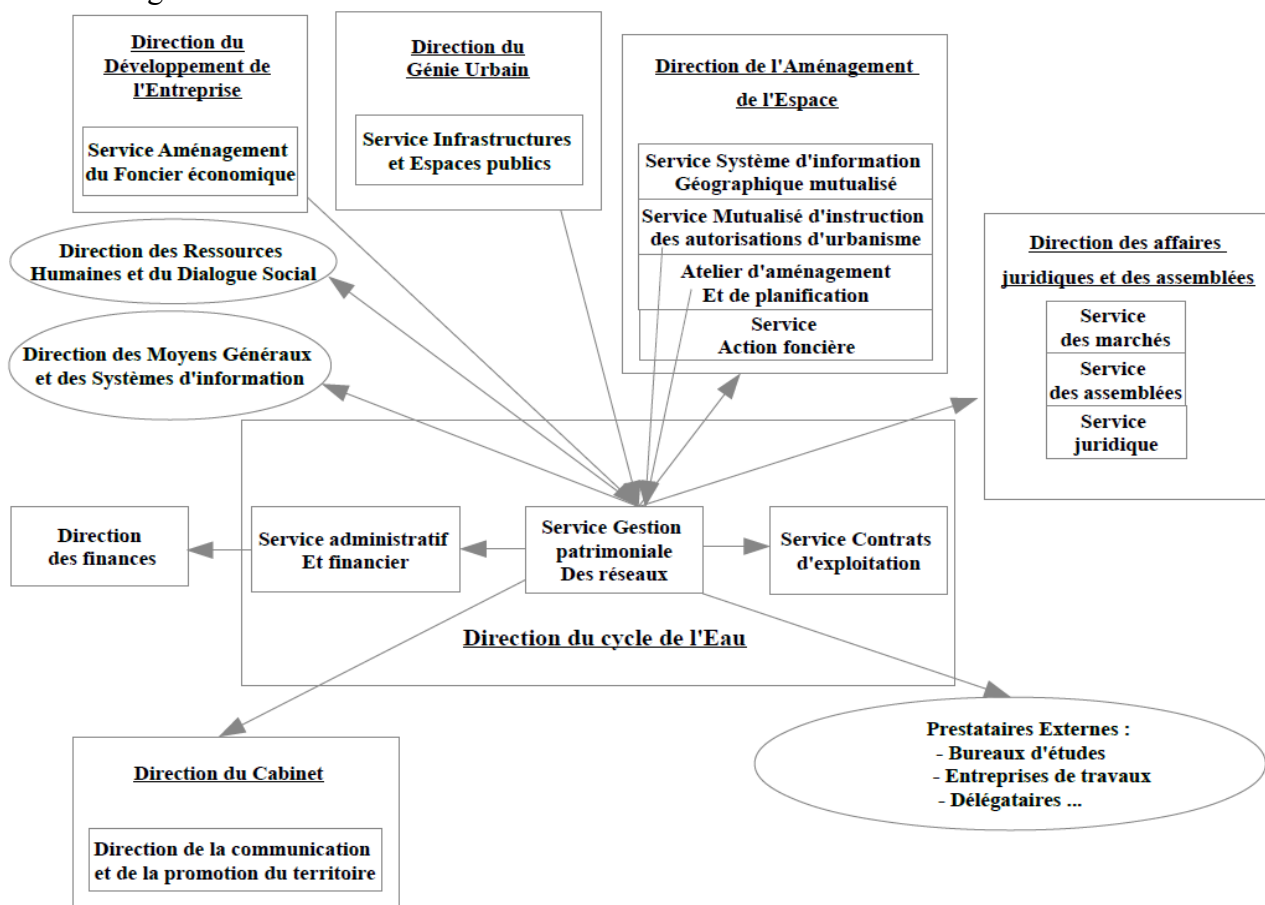 Direction du
Développement de
l'Entreprise
Service Aménagement
du Foncier économique
Direction du
Génie Urbain
Service Infrastructures
et Espaces publics
Direction de l'Aménagement
de l'Espace
Service Système d'information
Géographique mutualisé
Service Mutualisé d'instruction
des autorisations d'urbanisme
Atelier d'aménagement
Et de planification
Service
Action foncière
Direction des affaires
juridiques et des assemblées
Service
des marchés
Service
des assemblées
Service
juridique
Direction des Ressources
Humaines et du Dialogue Social
Direction des Moyens Généraux
et des Systèmes d'information
Direction
des finances
Service administratif
Et financier
Service Gestion
patrimoniale
Des réseaux
Service Contrats
d'exploitation
Direction du cycle de l'Eau
Direction du Cabinet
Direction de la communication
et de la promotion du territoire
Prestataires Externes :
- Bureaux d'études
- Entreprises de travaux
- Délégataires ...